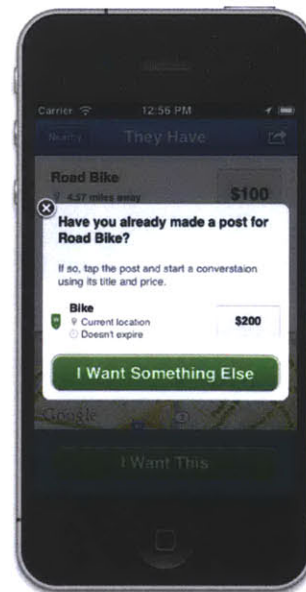 Carrier 12:56 PM
Nearby They Have
Road Bike
4.57 miles away
$100
Have you already made a post for
Road Bike?
If so, tap the post and start a converstaion
using its title and price.
Bike
Current location
Doesn't expire
$200
I Want Something Else
Google
I Want This